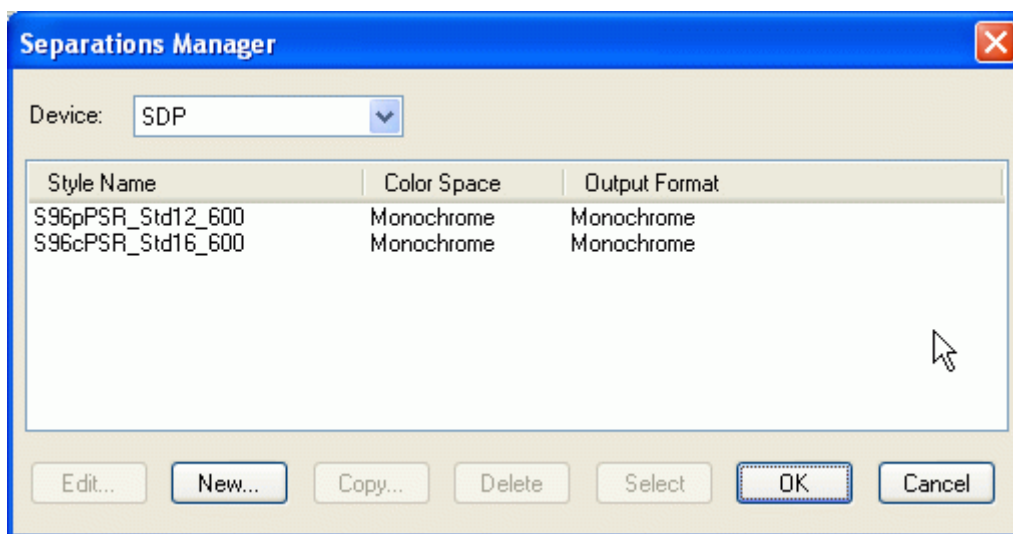 Separations Manager
Device: SDP
Style Name Color Space Output Format
S96pPSR_Std12_600 Monochrome Monochrome
S96cPSR_Std16_600 Monochrome Monochrome
Edit... New... Copy... Delete Select OK Cancel